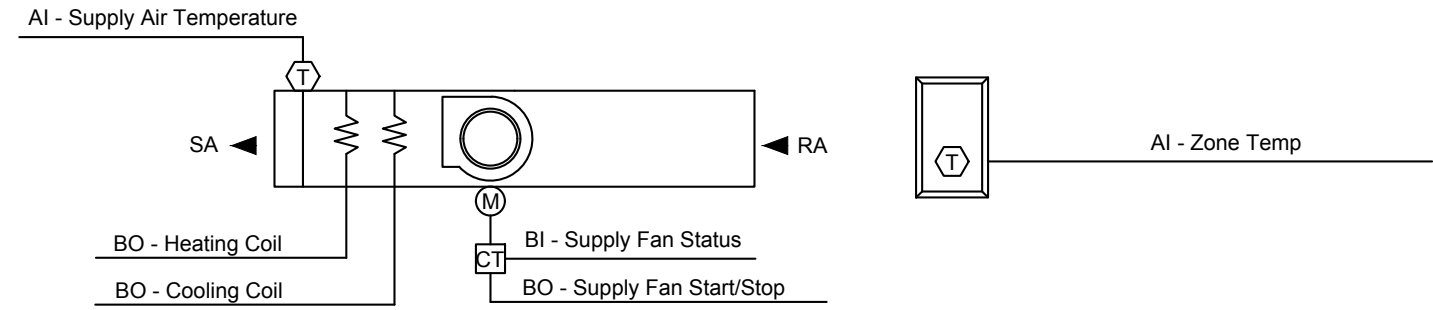 AI - Supply Air Temperature
T
SA
RA
T
AI - Zone Temp
M
BO - Heating Coil
BI - Supply Fan Status
CT
BO - Cooling Coil
BO - Supply Fan Start/Stop